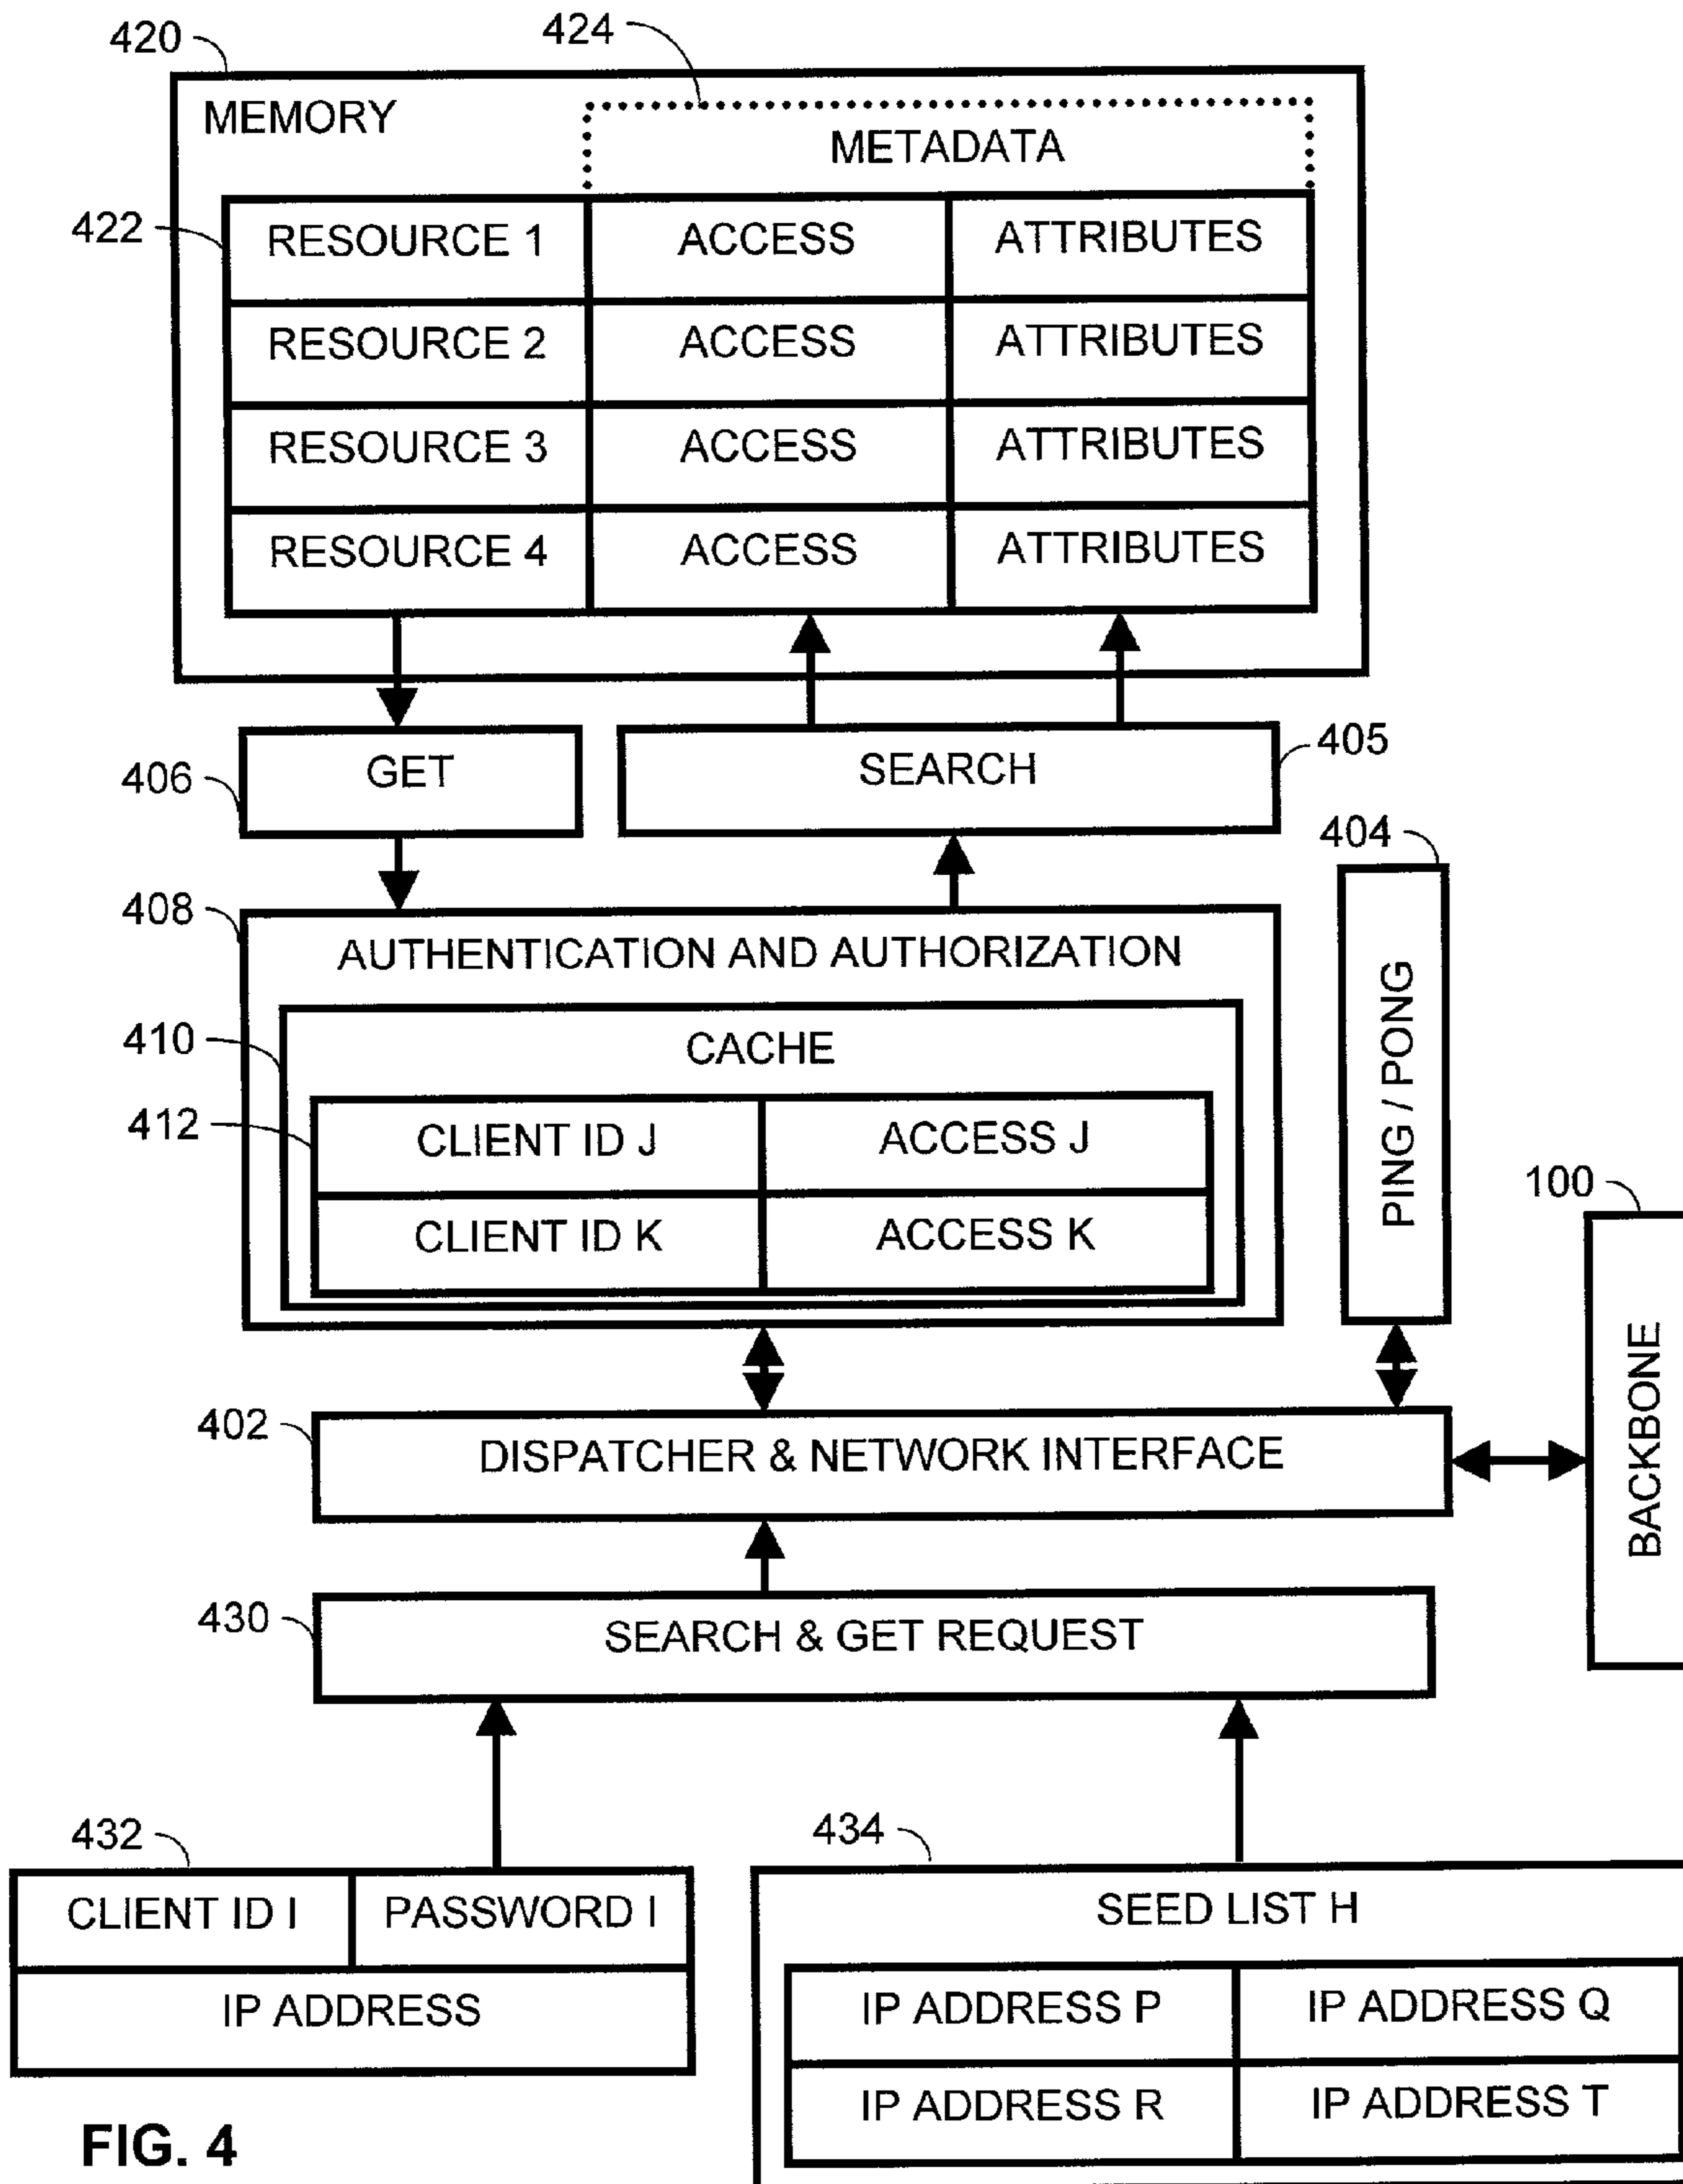 420
424
MEMORY
METADATA
422
RESOURCE 1 ACCESS ATTRIBUTES
RESOURCE 2 ACCESS ATTRIBUTES
RESOURCE 3 ACCESS ATTRIBUTES
RESOURCE 4 ACCESS ATTRIBUTES
406
GET
SEARCH
405
404
408
AUTHENTICATION AND AUTHORIZATION
PING / PONG
410
CACHE
412
CLIENT ID J ACCESS J
CLIENT ID K ACCESS K
100
BACKBONE
402
DISPATCHER & NETWORK INTERFACE
430
SEARCH & GET REQUEST
432
434
CLIENT ID I PASSWORD I
IP ADDRESS
SEED LIST H
IP ADDRESS P IP ADDRESS Q
IP ADDRESS R IP ADDRESS T
FIG. 4